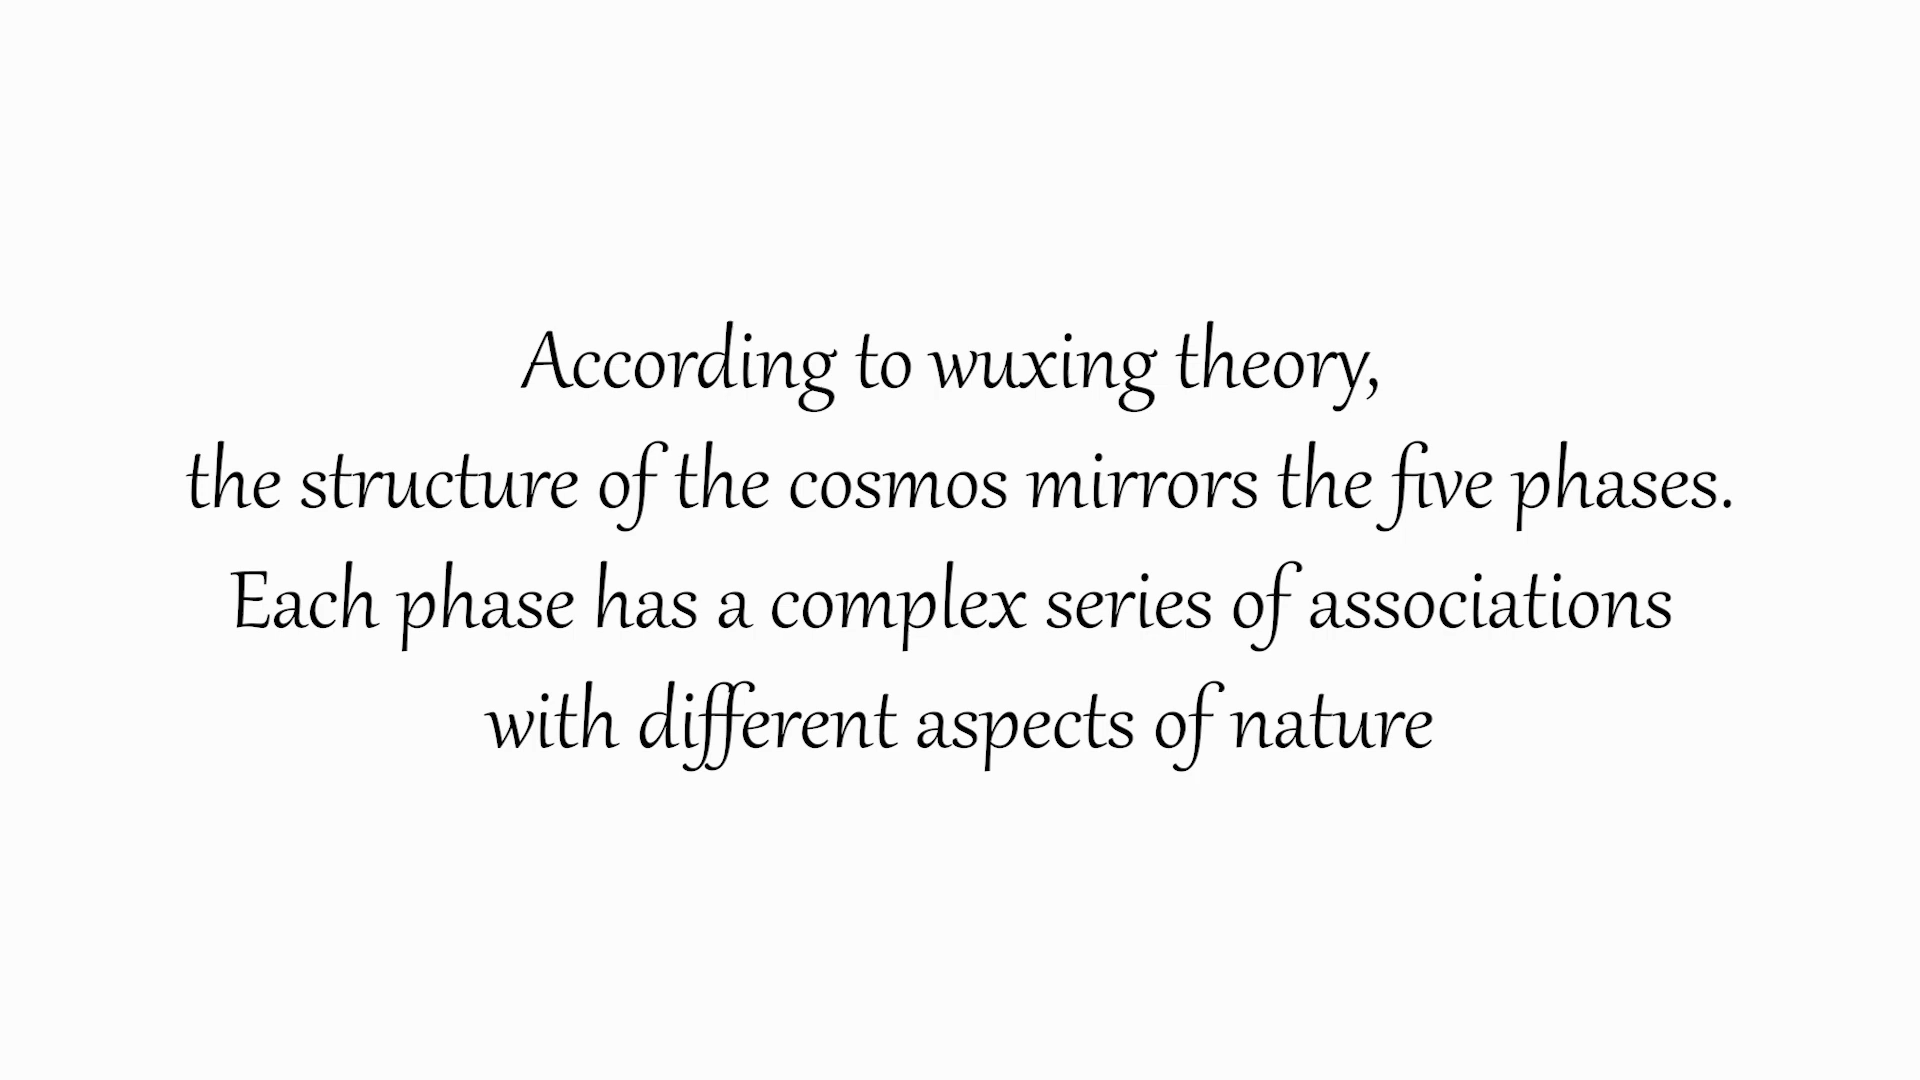 According to wuxing theory,
the structure of the cosmos mirrors the five phases.
Each phase has a complex series of associations
with different aspects of nature